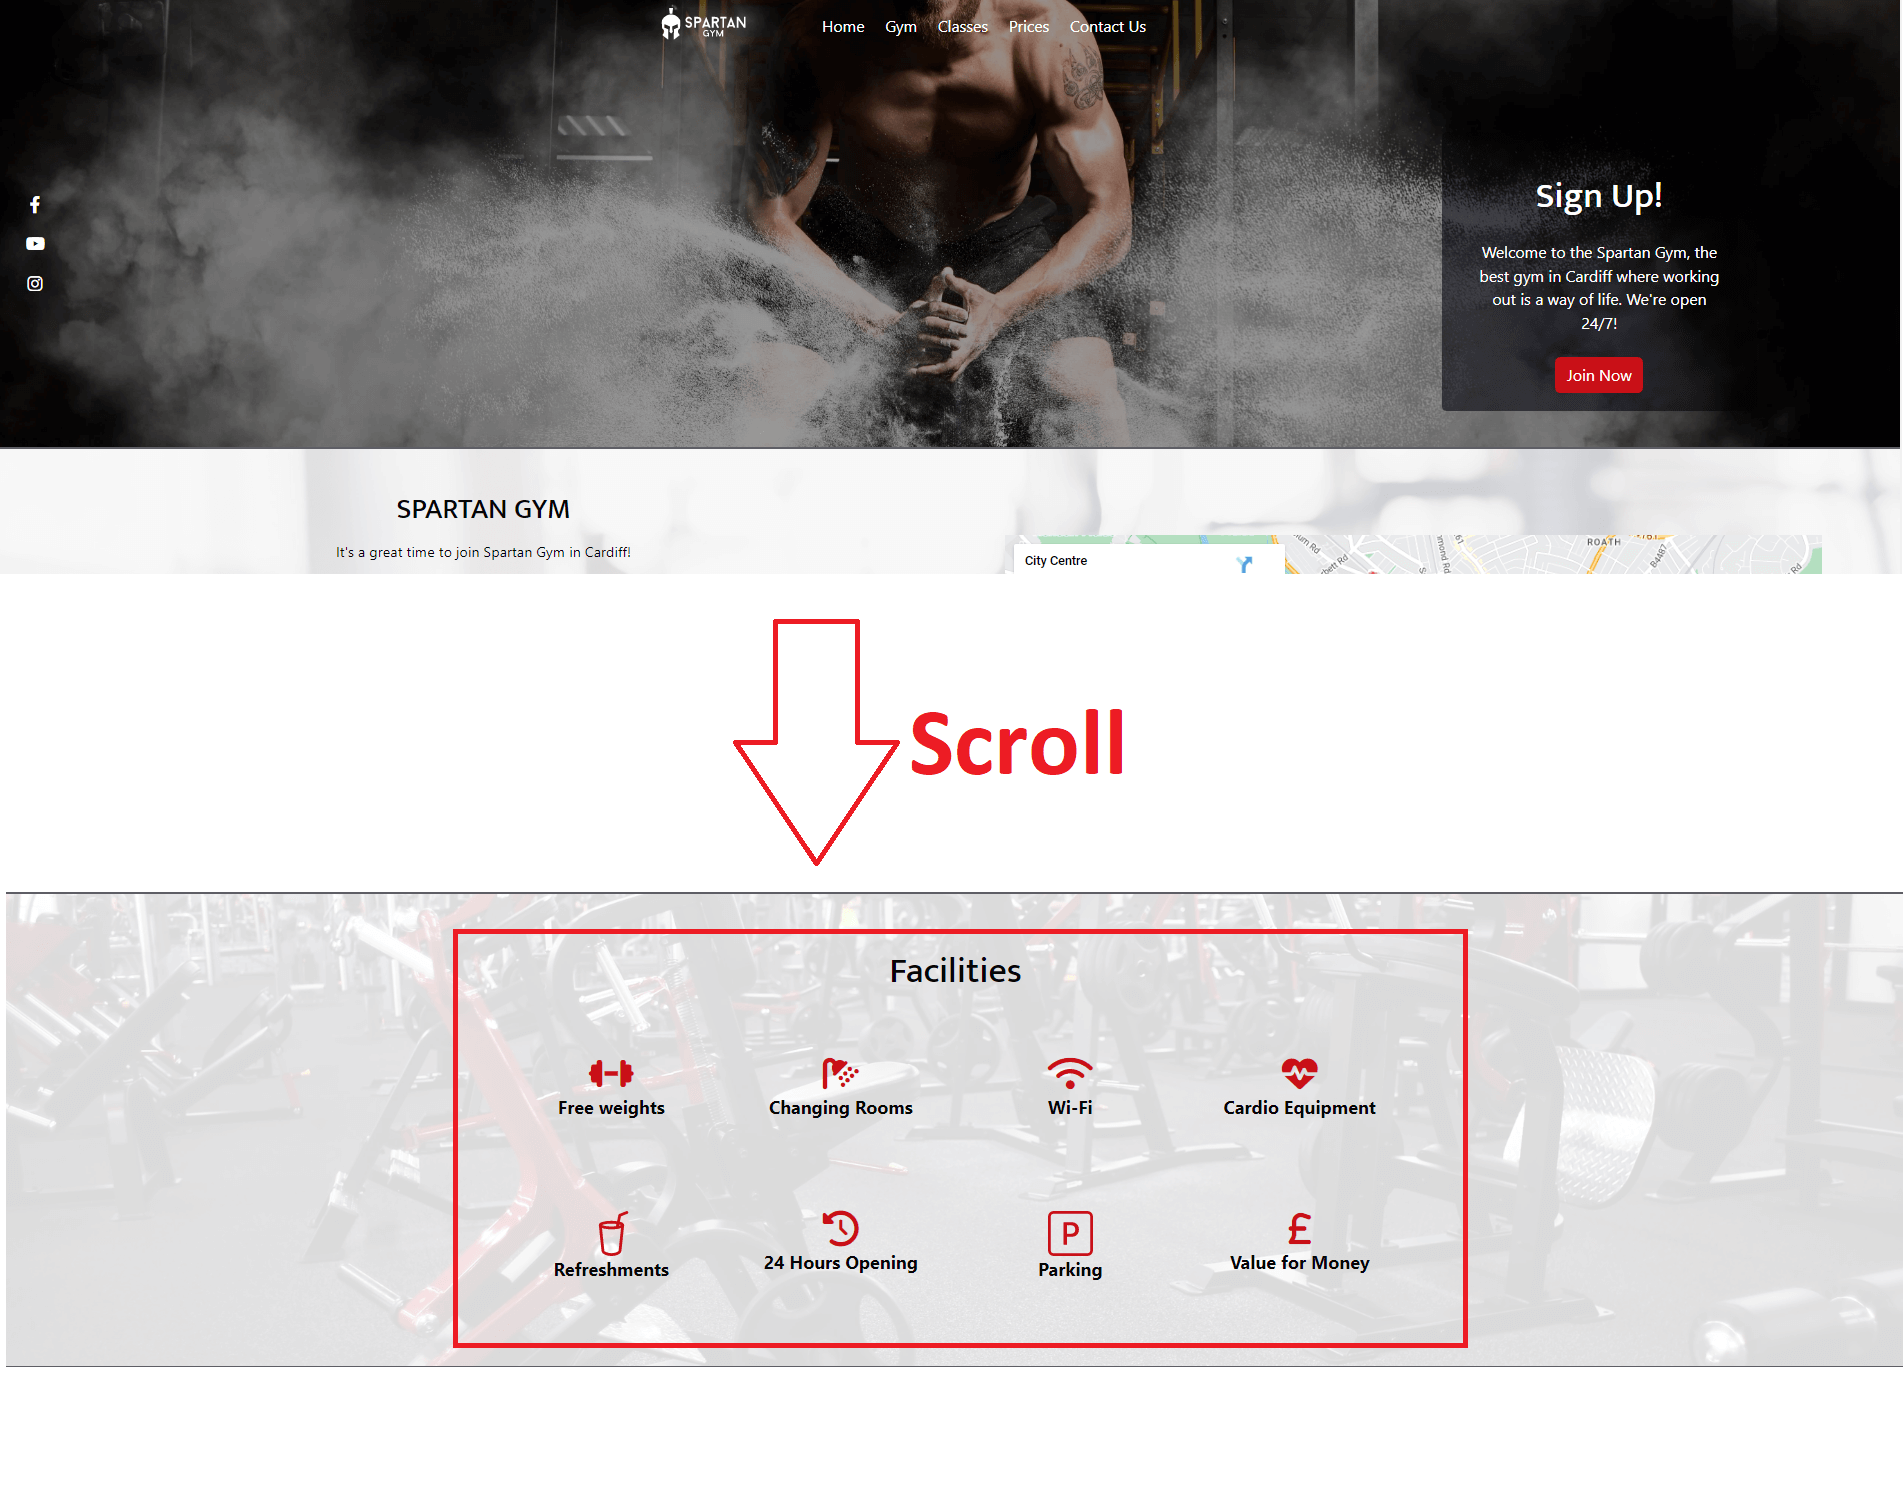 SPARTAN
GYM
Home Gym Classes Prices Contact Us
Sign Up!
Welcome to the Spartan Gym, the
best gym in Cardiff where working
out is a way of life. We're open
24/7!
Join Now
SPARTAN GYM
It's a great time to join Spartan Gym in Cardiff!
City Centre
ROATH
B4487
Rd
Scroll
Facilities
Free weights
Changing Rooms
Wi-Fi
Cardio Equipment
Refreshments
24 Hours Opening
P
Parking
£
Value for Money